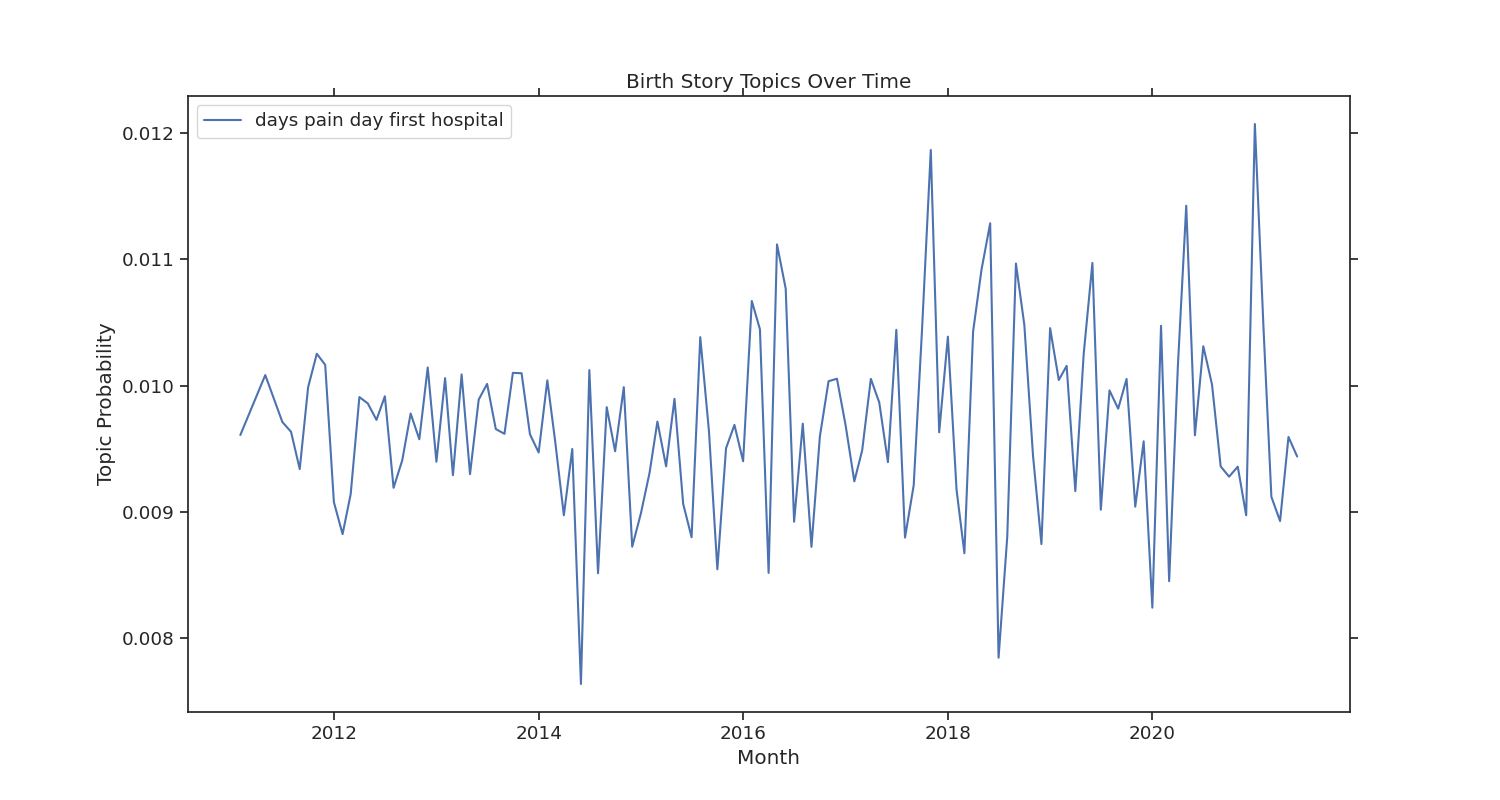 Birth Story Topics Over Time
days pain day first hospital
Topic Probability
0.012
0.011
0.010
0.009
0.008
2012 2014 2016 2018 2020
Month